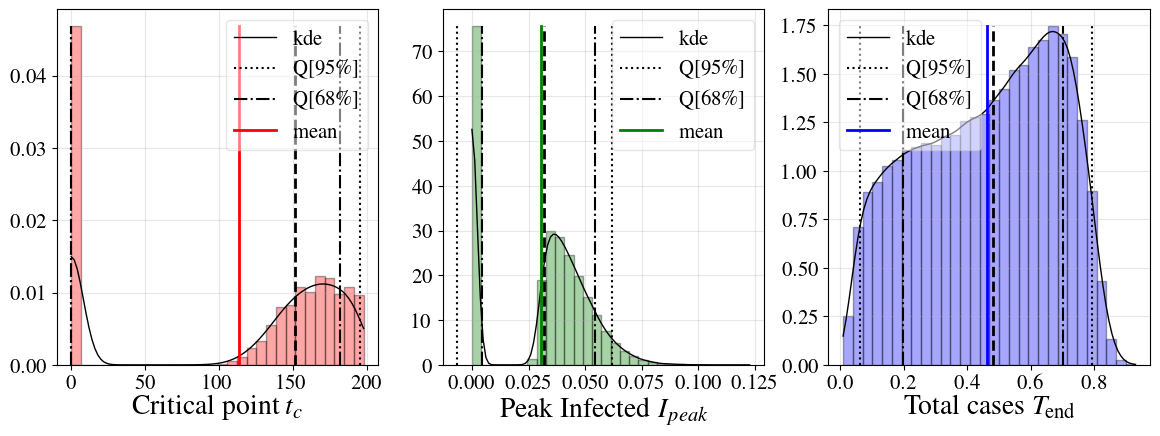 kde
Q[95%]
Q[68%]
mean
0.04
0.03
0.02
0.01
0.00
0
50
100
150
200
Critical point t_c
kde
Q[95%]
Q[68%]
mean
70
60
50
40
30
20
10
0
0.000
0.025
0.050
0.075
0.100
0.125
Peak Infected I_peak
kde
Q[95%]
Q[68%]
mean
1.75
1.50
1.25
1.00
0.75
0.50
0.25
0.00
0.0
0.2
0.4
0.6
0.8
Total cases T_end